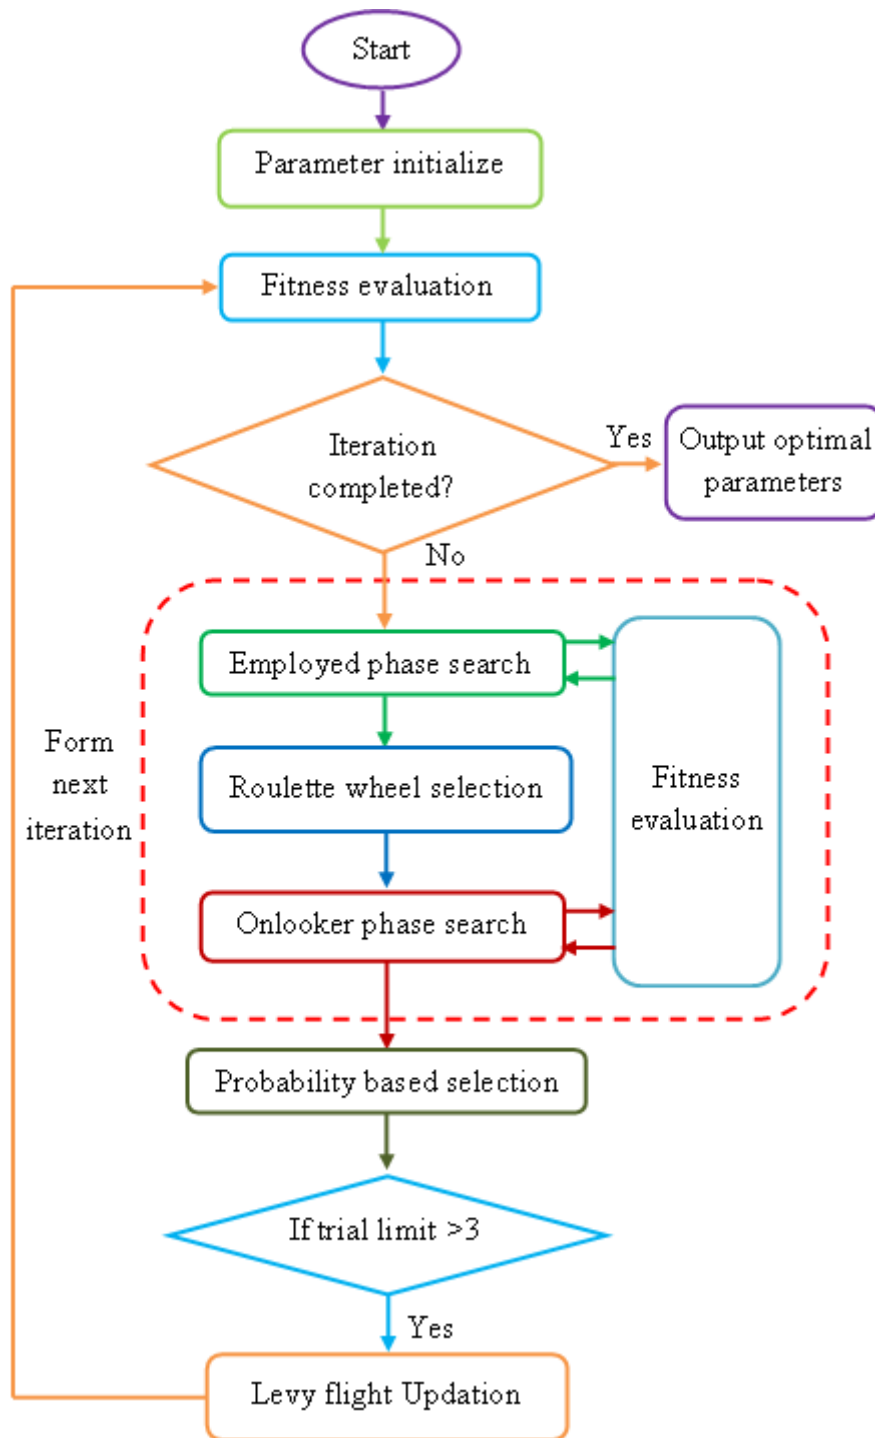 Start
Parameter initialize
Fitness evaluation
Iteration
completed?
Yes
Output optimal
parameters
No
Employed phase search
Form
next
iteration
Roulette wheel selection
Fitness
evaluation
Onlooker phase search
Probability based selection
If trial limit >3
Yes
Levy flight Updation